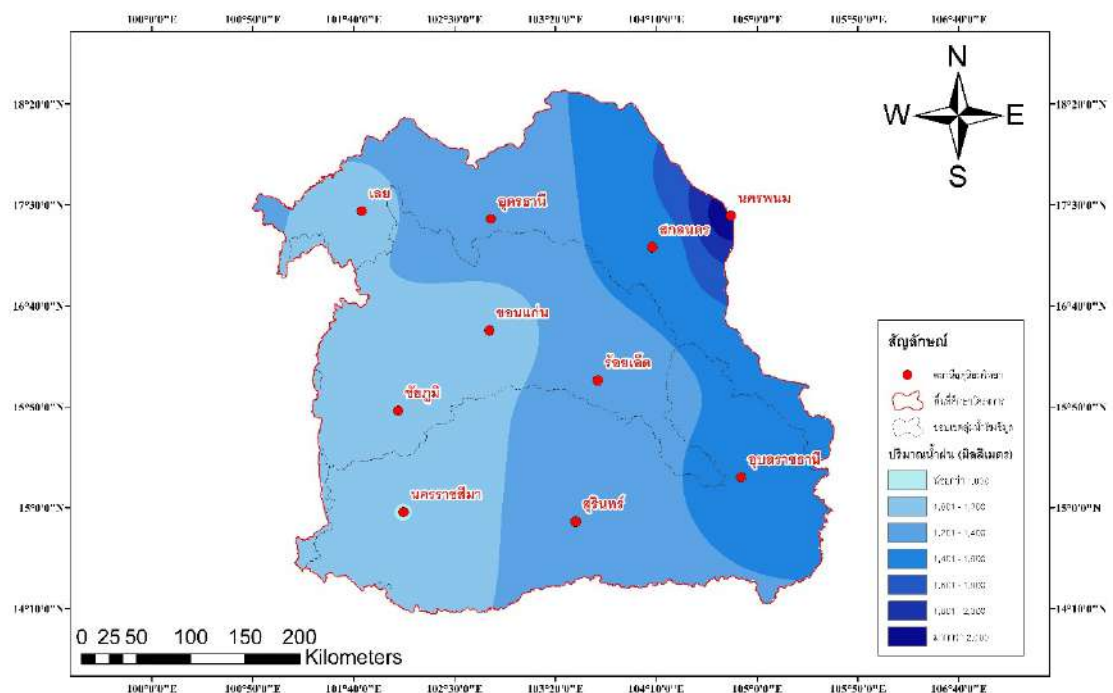 100°0'0"E 100°50'0"E 101°40'0"E 102°30'0"E 103°20'0"E 104°10'0"E 105°0'0"E 105°50'0"E 106°40'0"E
N
18°20'0"N 18°20'0"N
W E
S
เลย
นครพนม
17°30'0"N อุดรธานี 17°30'0"N
สกลนคร
16°40'0"N 16°40'0"N
ขอนแก่น
สัญลักษณ์
ร้อยเอ็ด
ชัยภูมิ
15°50'0"N 15°50'0"N
อุบลราชธานี
ปริมาณน้ำฝน (มิลลิเมตร)
นครราชสีมา
15°0'0"N สุรินทร์ 15°0'0"N
1,201 - 1,400
14°10'0"N 14°10'0"N
0 25 50 100 150 200
Kilometers
100°0'0"E 100°50'0"E 101°40'0"E 102°30'0"E 103°20'0"E 104°10'0"E 105°0'0"E 105°50'0"E 106°40'0"E